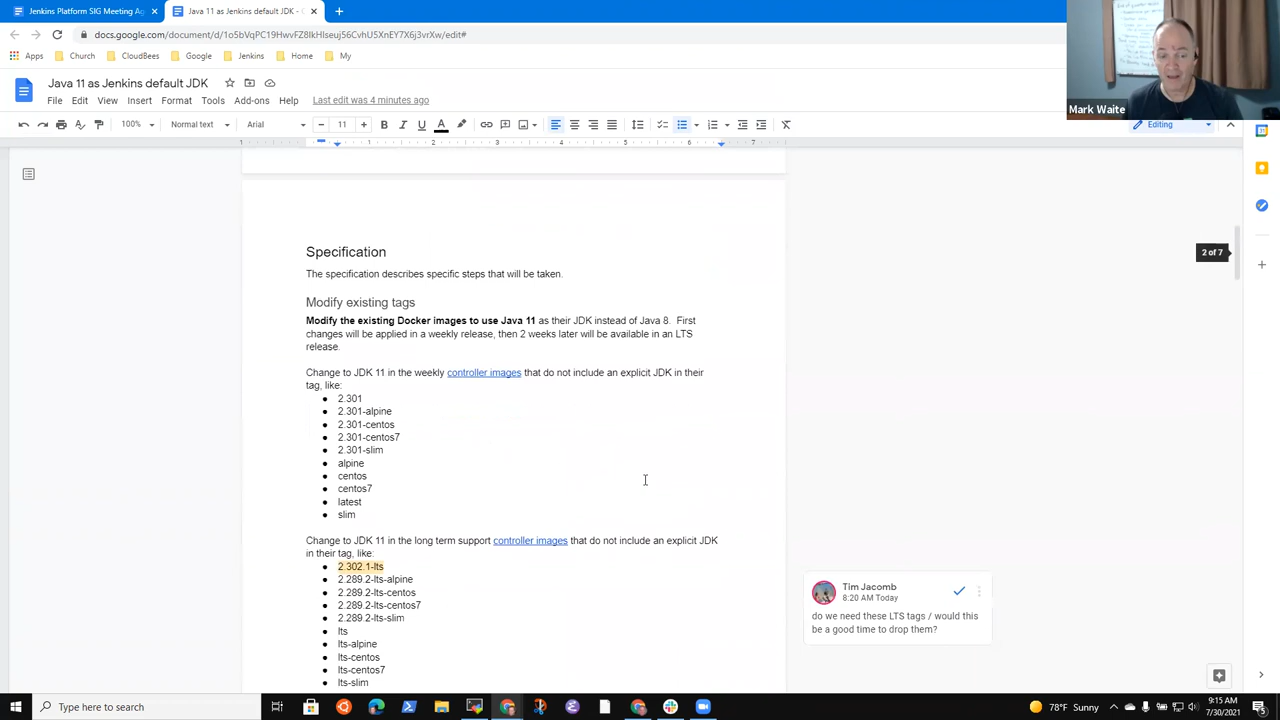 Jenkins Platform SIG Meeting Ag
Java 11 as Jenkins default JDK - G
Mark Waite
Apps
Church
CloudBees
Google
Jenkins
Home
My
Java 11 as Jenkins default JDK
File Edit View Insert Format Tools Add-ons Help Last edit was 4 minutes ago
100% Normal text Arial 11 Editing
1 1 2 3 4 5 6 7
2 of 7
Specification
The specification describes specific steps that will be taken.
Modify existing tags
Modify the existing Docker images to use Java 11 as their JDK instead of Java 8. First
changes will be applied in a weekly release, then 2 weeks later will be available in an LTS
release.
Change to JDK 11 in the weekly controller images that do not include an explicit JDK in their
tag, like:
2.301
2.301-alpine
2.301-centos
2.301-centos7
2.301-slim
alpine
centos
centos7
latest
slim
Change to JDK 11 in the long term support controller images that do not include an explicit JDK
in their tag, like:
2.302.1-lts
2.289.2-lts-alpine
2.289.2-lts-centos
2.289.2-lts-centos7
2.289.2-lts-slim
lts
lts-alpine
lts-centos
lts-centos7
lts-slim
Tim Jacomb
8:20 AM Today
do we need these LTS tags / would this
be a good time to drop them?
Type here to search
78°F Sunny
9:15 AM
7/30/2021